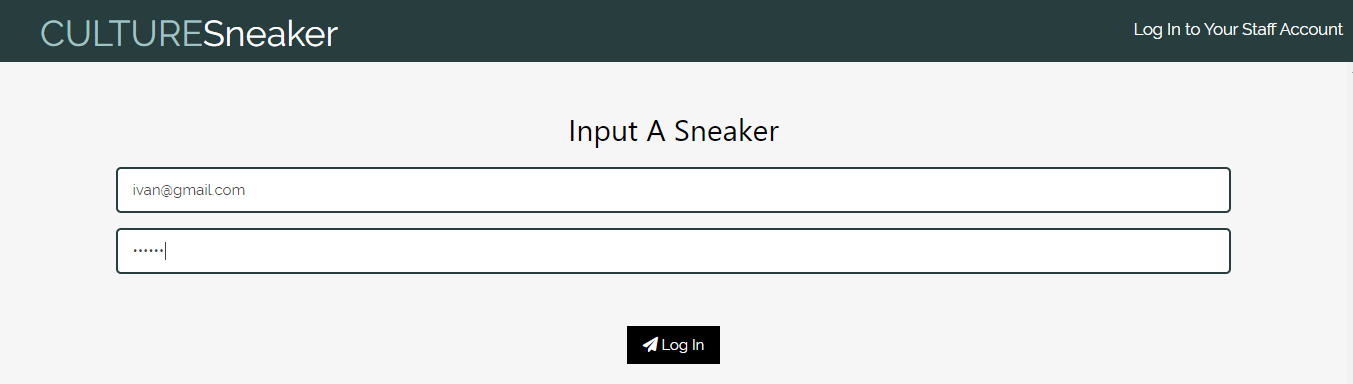 CULTURESneaker
Log In to Your Staff Account
Input A Sneaker
ivan@gmail.com
••••••
Log In